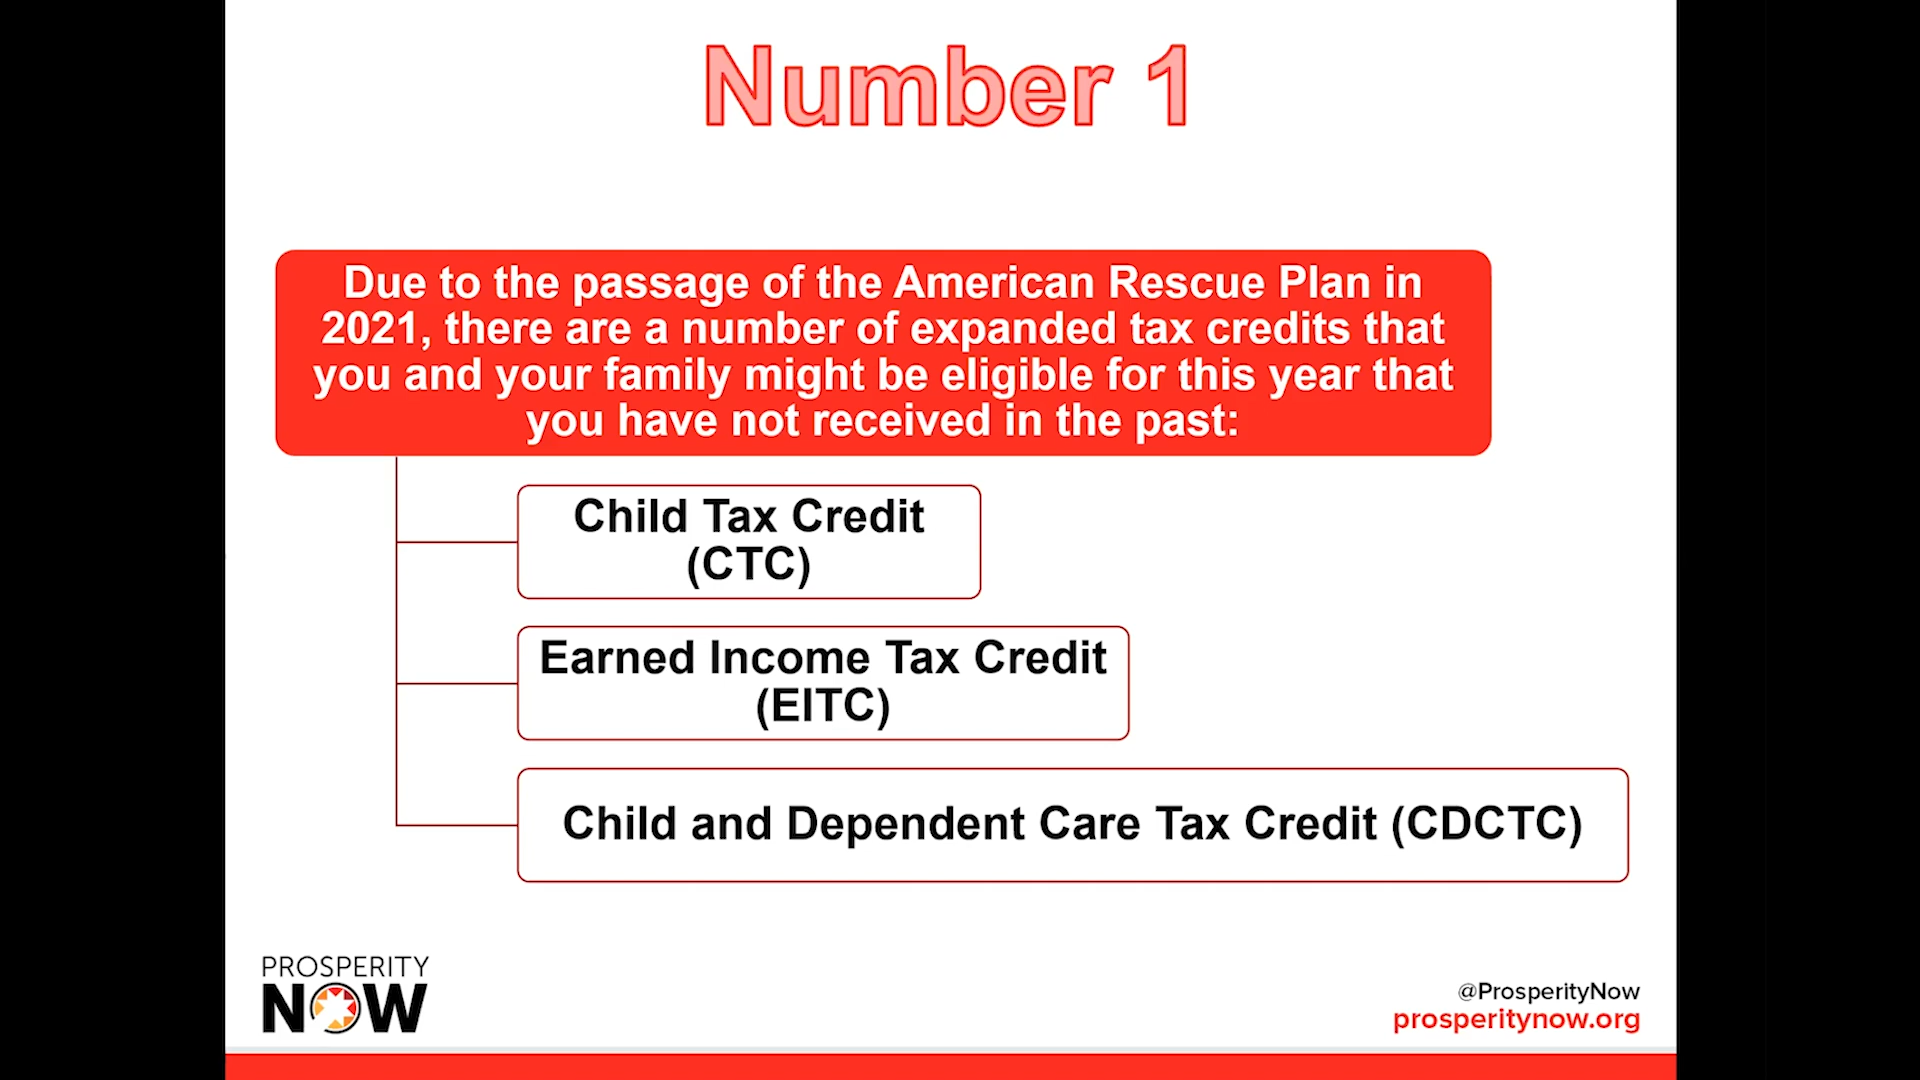 Number 1
Due to the passage of the American Rescue Plan in
2021, there are a number of expanded tax credits that
you and your family might be eligible for this year that
you have not received in the past:
Child Tax Credit
(CTC)
Earned Income Tax Credit
(EITC)
Child and Dependent Care Tax Credit (CDCTC)
PROSPERITY
NOW
@ProsperityNow
prosperitynow.org